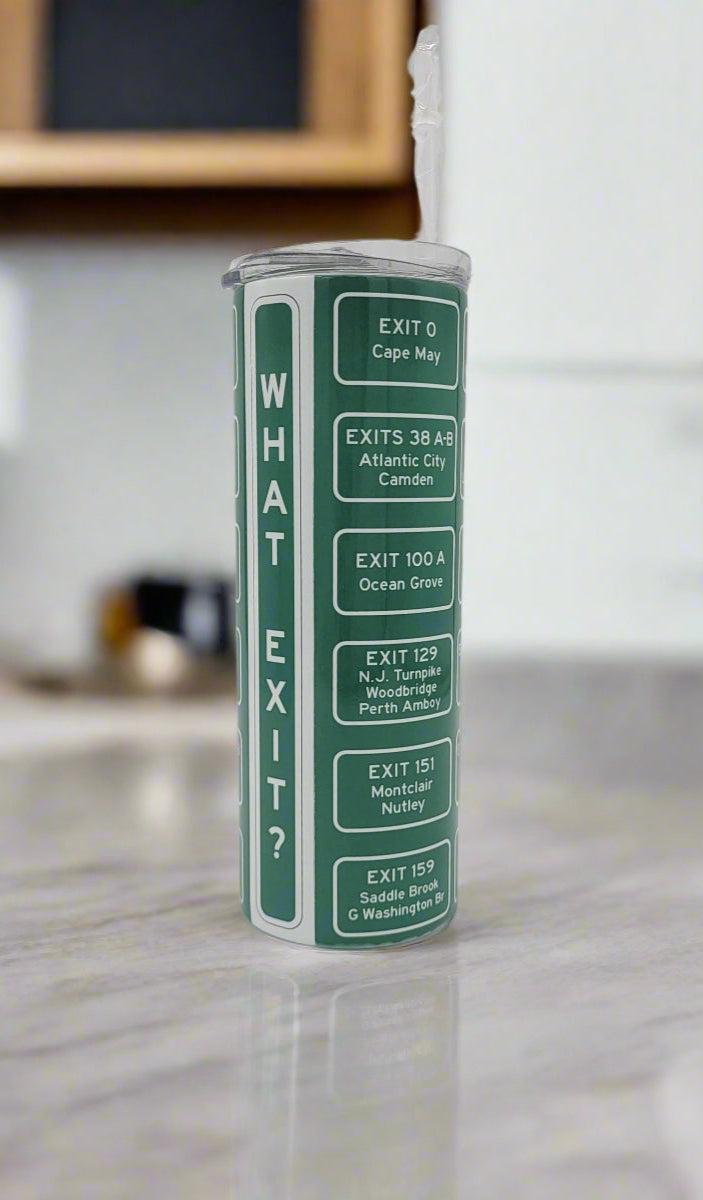 WHAT EXIT?
EXIT 0
Cape May
EXITS 38 A-B
Atlantic City
Camden
EXIT 100 A
Ocean Grove
EXIT 129
N.J. Turnpike
Woodbridge
Perth Amboy
EXIT 151
Montclair
Nutley
EXIT 159
Saddle Brook
G Washington Br